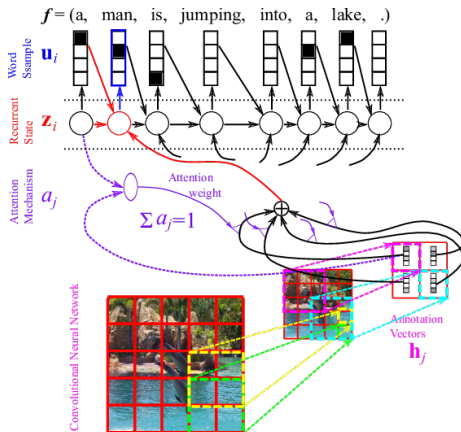 f = (a, man, is, jumping, into, a, lake, .)
Word
Ssample
u_i
Recurrent
State
z_i
Attention
Mechanism
a_j
Attention
weight
Σ a_j=1
Convolutional Neural Network
Annotation
Vectors
h_j